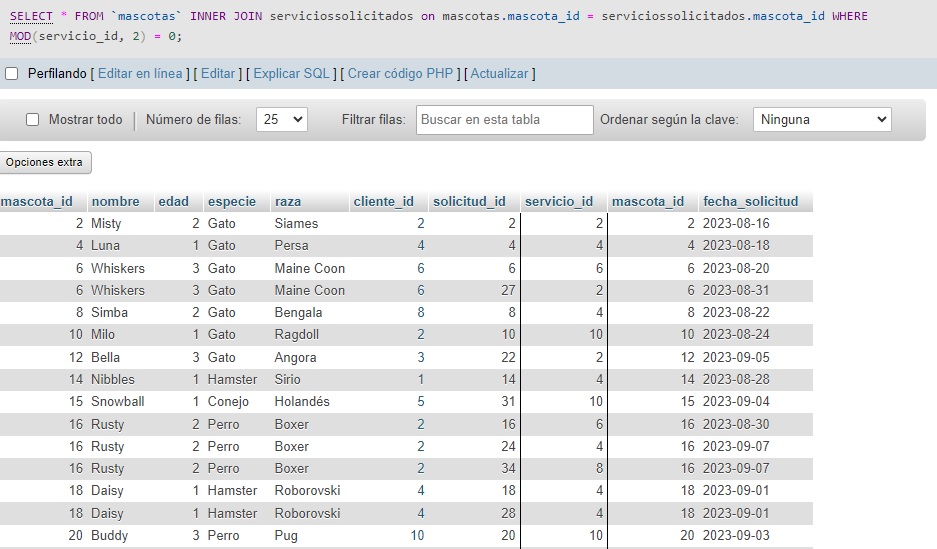 SELECT * FROM `mascotas` INNER JOIN serviciossolicitados on mascotas.mascota_id = serviciossolicitados.mascota_id WHERE
MOD(servicio_id, 2) = 0;
Perfilando [ Editar en línea ] [ Editar ] [ Explicar SQL ] [ Crear código PHP ] [ Actualizar ]
Mostrar todo Número de filas: 25 Filtrar filas: Buscar en esta tabla Ordenar según la clave: Ninguna
Opciones extra
mascota_id nombre edad especie raza cliente_id solicitud_id servicio_id mascota_id fecha_solicitud
2 Misty 2 Gato Siames 2 2 2 2 2023-08-16
4 Luna 1 Gato Persa 4 4 4 4 2023-08-18
6 Whiskers 3 Gato Maine Coon 6 6 6 6 2023-08-20
6 Whiskers 3 Gato Maine Coon 6 27 2 6 2023-08-31
8 Simba 2 Gato Bengala 8 8 4 8 2023-08-22
10 Milo 1 Gato Ragdoll 2 10 10 10 2023-08-24
12 Bella 3 Gato Angora 3 22 2 12 2023-09-05
14 Nibbles 1 Hamster Sirio 1 14 4 14 2023-08-28
15 Snowball 1 Conejo Holandés 5 31 10 15 2023-09-04
16 Rusty 2 Perro Boxer 2 16 6 16 2023-08-30
16 Rusty 2 Perro Boxer 2 24 4 16 2023-09-07
16 Rusty 2 Perro Boxer 2 34 8 16 2023-09-07
18 Daisy 1 Hamster Roborovski 4 18 4 18 2023-09-01
18 Daisy 1 Hamster Roborovski 4 28 4 18 2023-09-01
20 Buddy 3 Perro Pug 10 20 10 20 2023-09-03